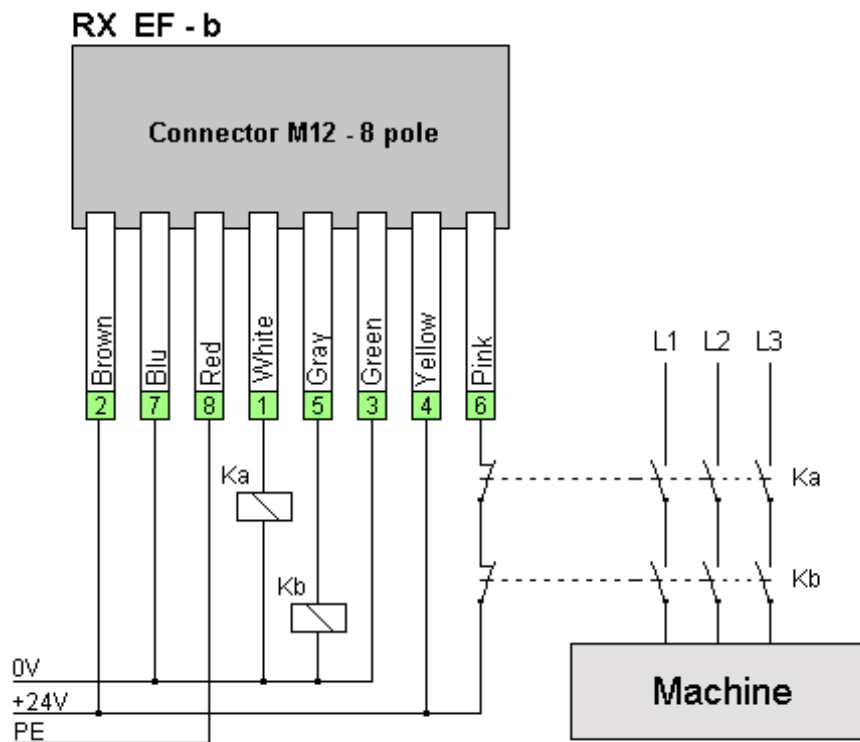 RX EF - b
Connector M12 - 8 pole
Brown
Blu
Red
White
Gray
Green
Yellow
Pink
2
7
8
1
5
3
4
6
L1
L2
L3
Ka
Ka
Kb
Kb
0V
+24V
PE
Machine